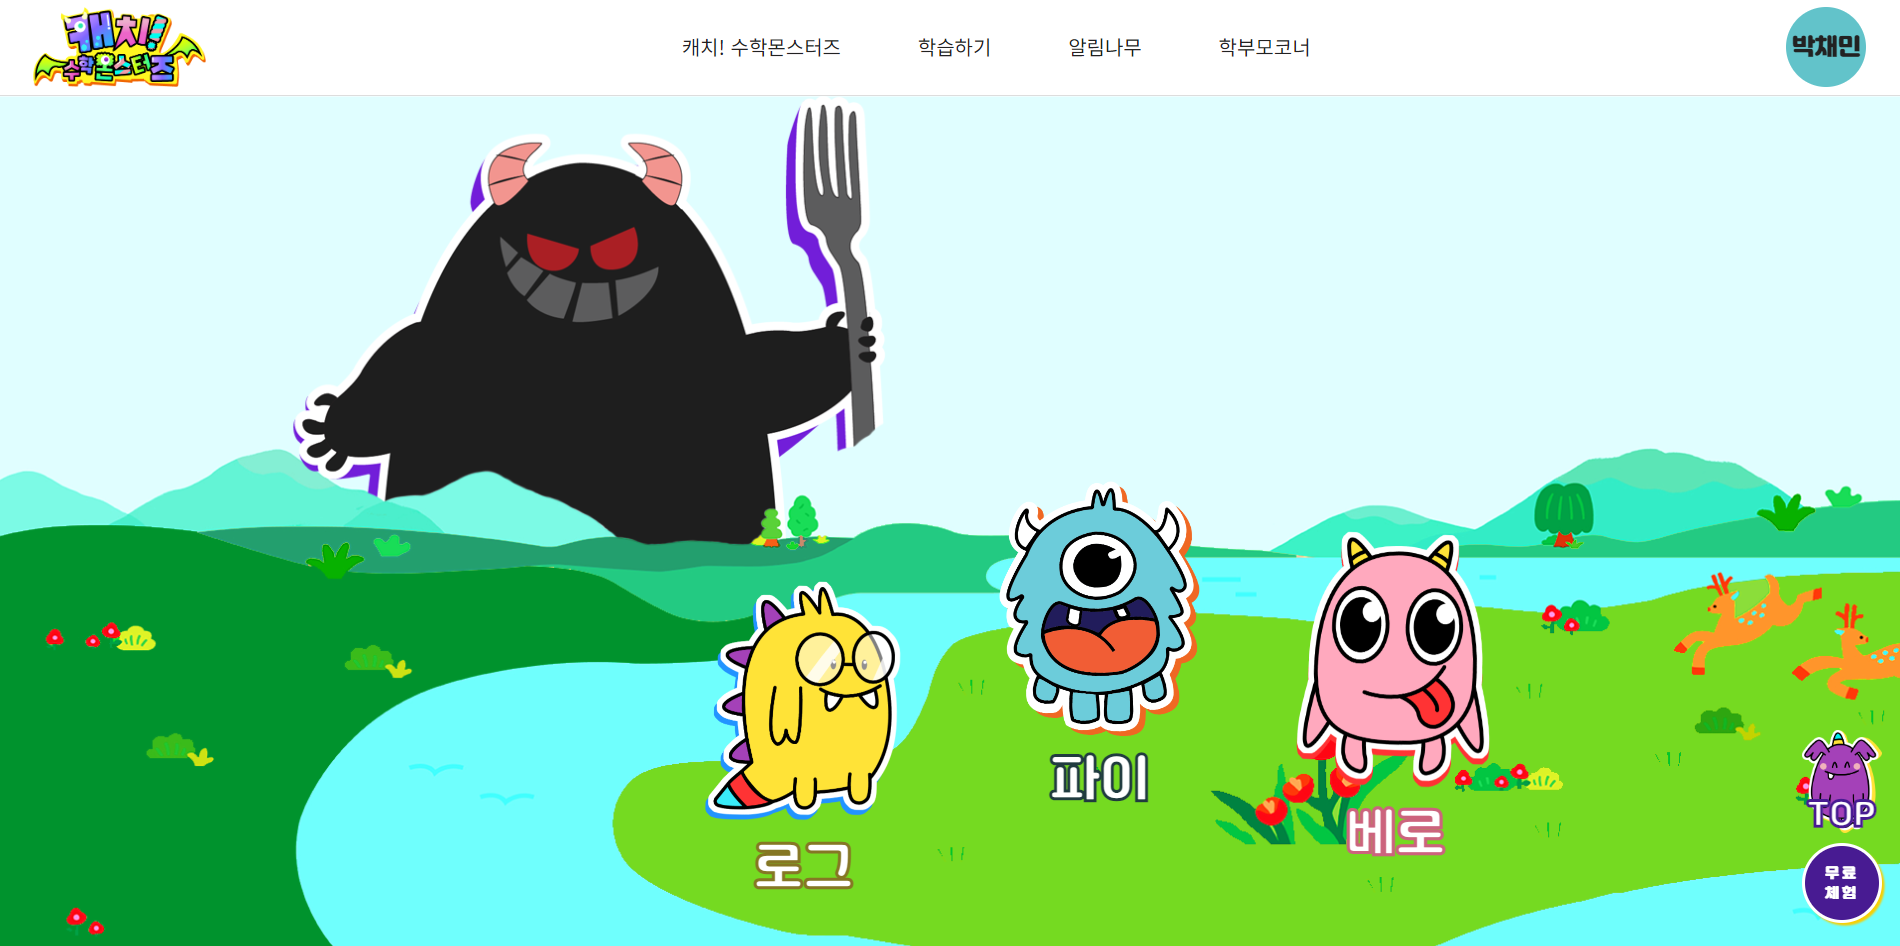 캐치!
수학몬스터즈
캐치! 수학몬스터즈
학습하기
알림나무
학부모코너
박채민
파이
베로
로그
TOP
무료
체험